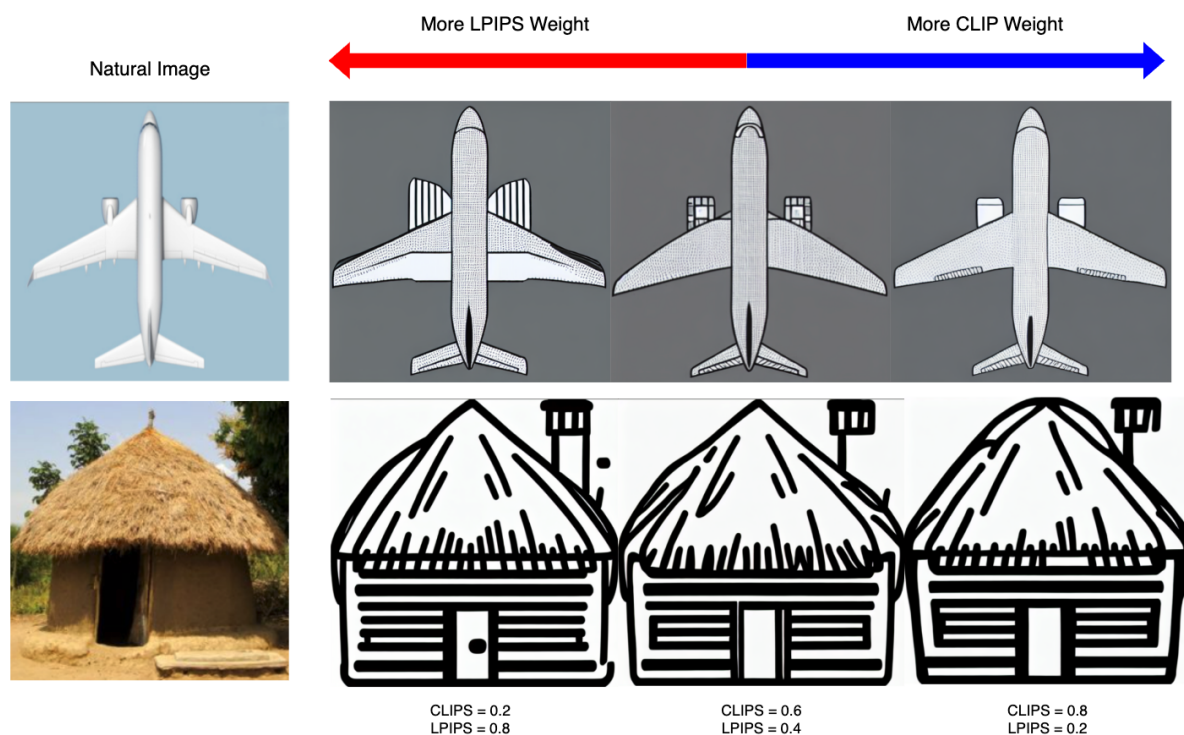 More LPIPS Weight
More CLIP Weight
Natural Image
CLIPS = 0.2
LPIPS = 0.8
CLIPS = 0.6
LPIPS = 0.4
CLIPS = 0.8
LPIPS = 0.2